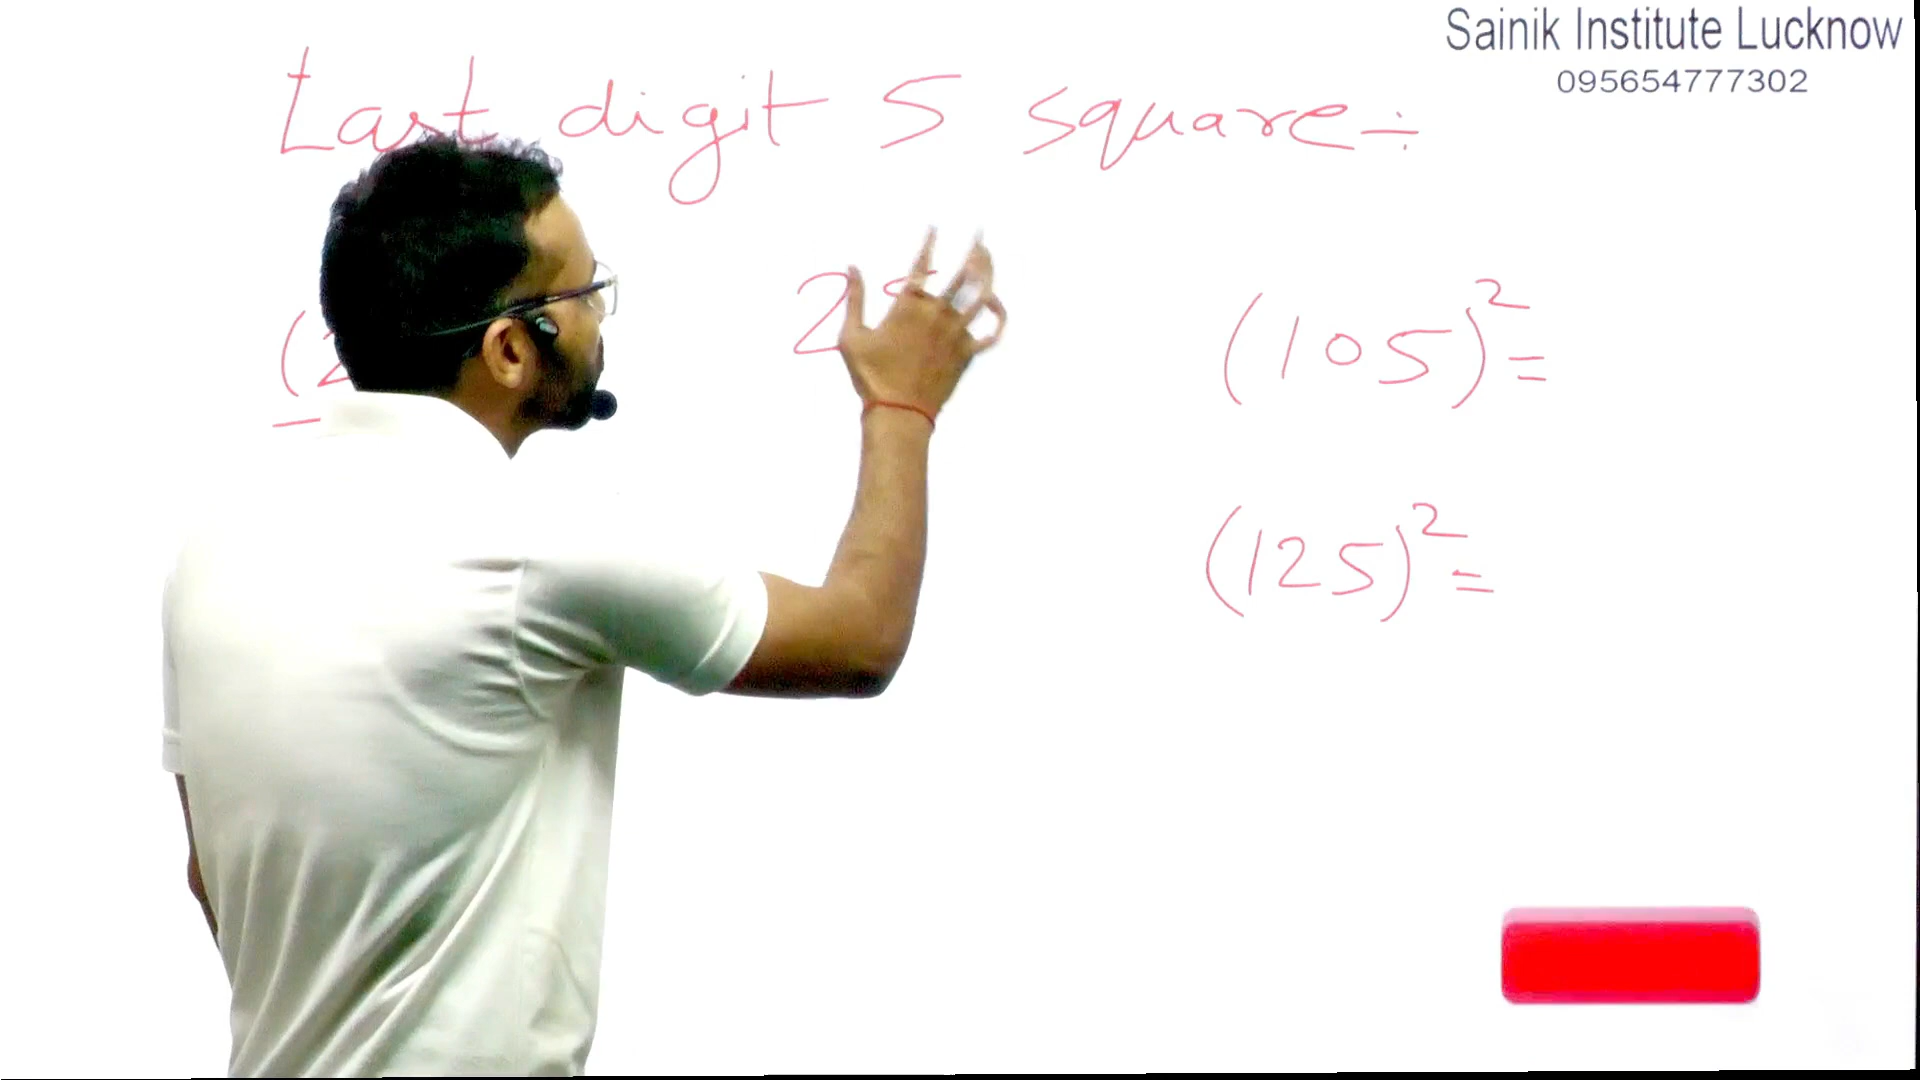 Sainik Institute Lucknow
095654777302
Last digit 5 square ÷
(105)²=
(125)²=